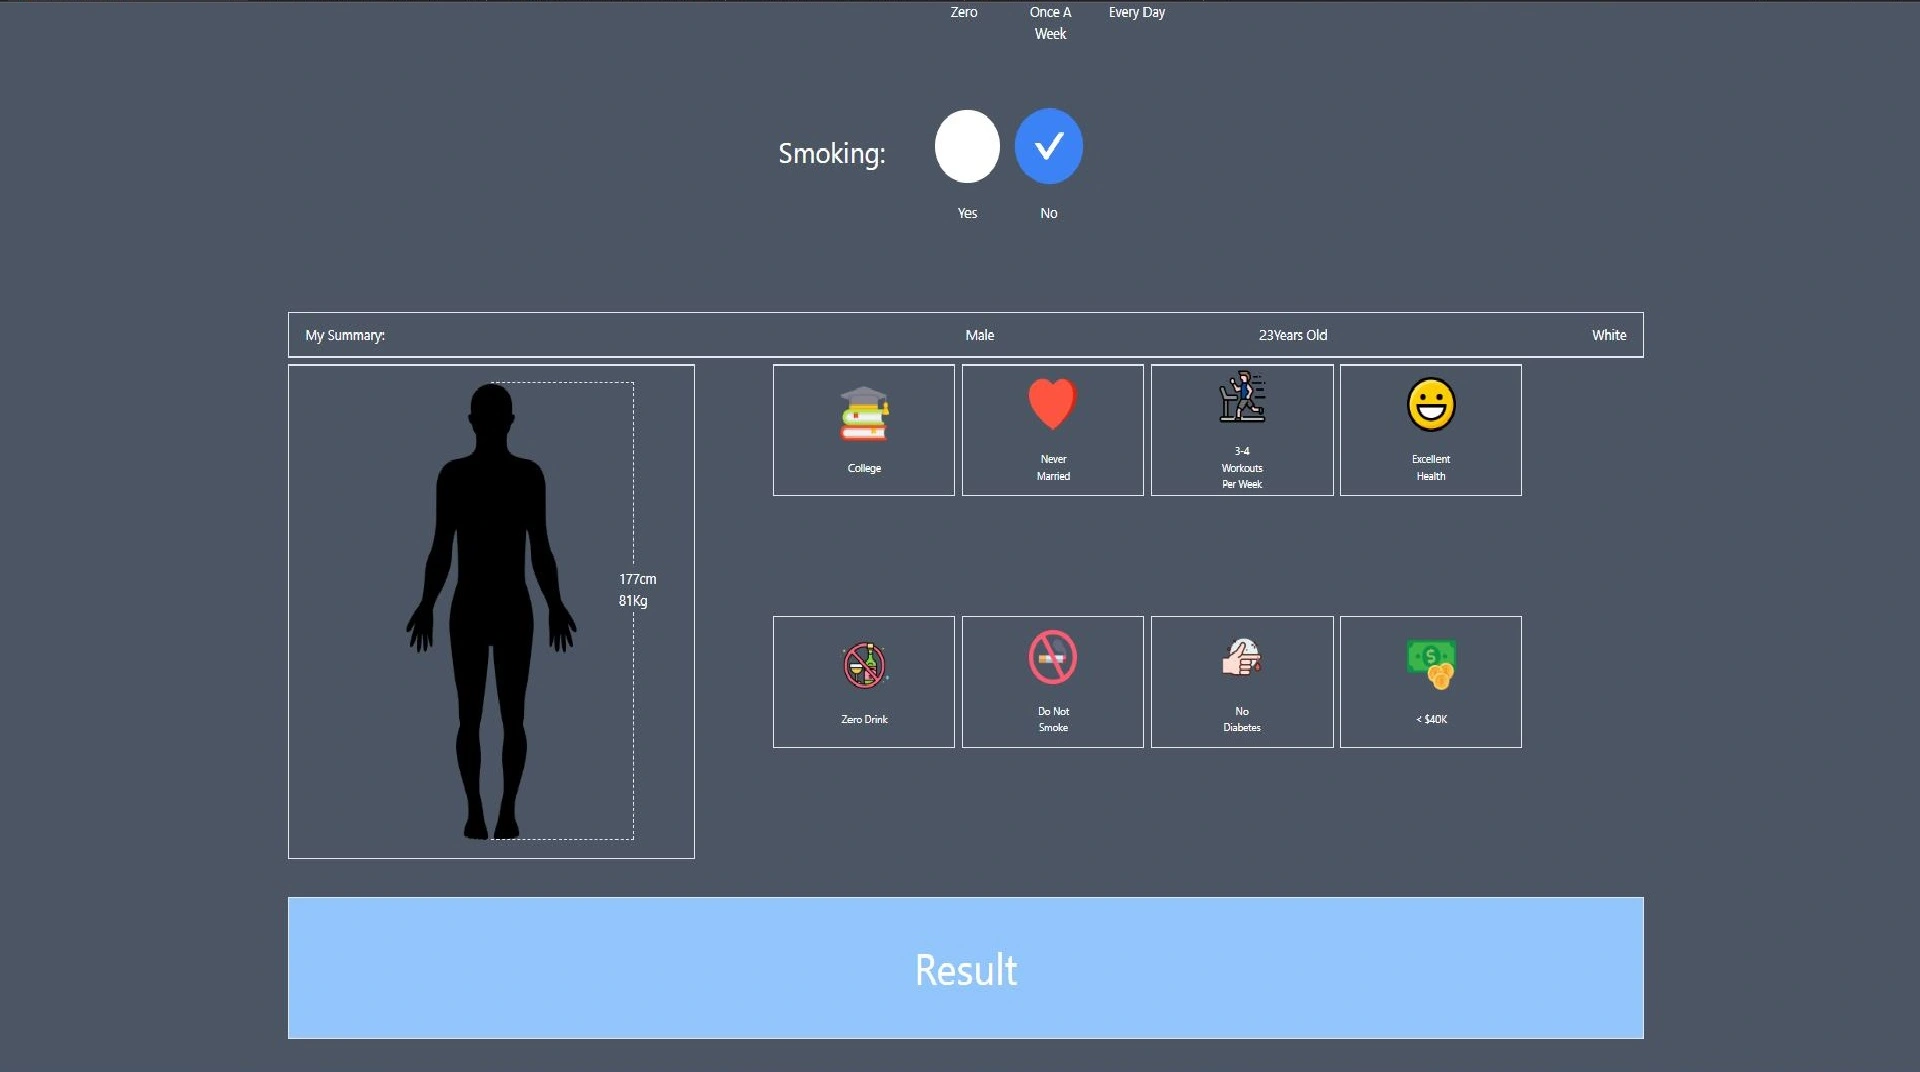 Zero
Once A
Week
Every Day
Smoking:
Yes
No
My Summary:
Male
23Years Old
White
177cm
81Kg
College
Never
Married
3-4
Workouts
Per Week
Excellent
Health
Zero Drink
Do Not
Smoke
No
Diabetes
< $40K
Result